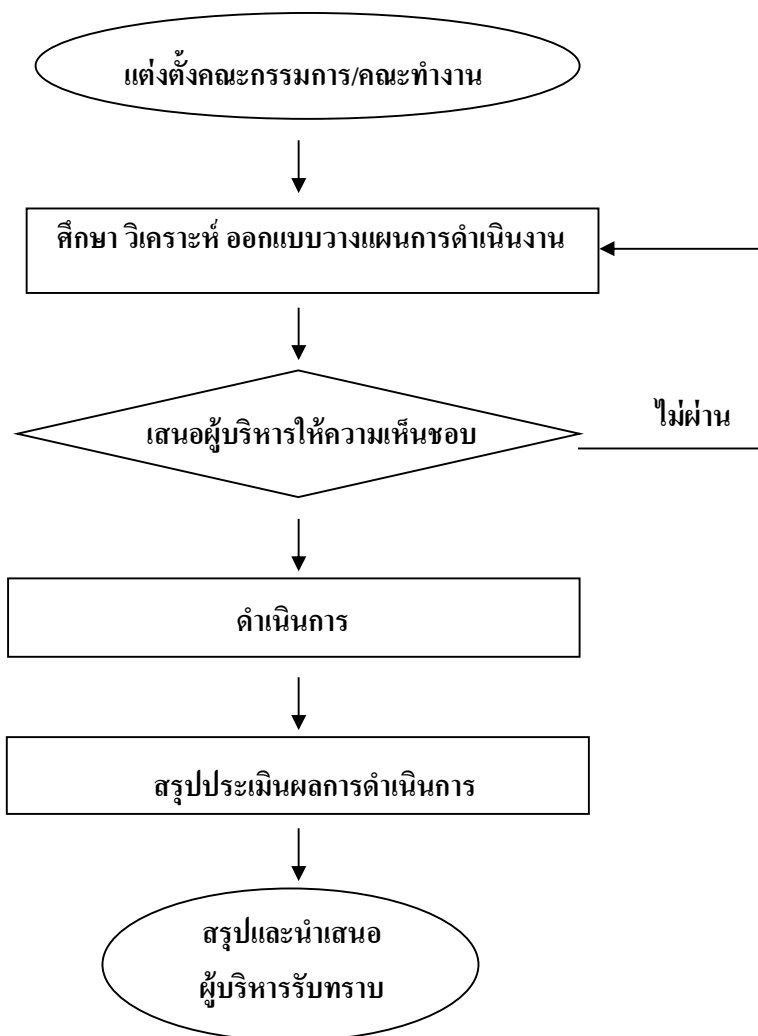 แต่งตั้งคณะกรรมการ/คณะทำงาน
ศึกษา วิเคราะห์ ออกแบบวางแผนการดำเนินงาน
เสนอผู้บริหารให้ความเห็นชอบ
ไม่ผ่าน
ดำเนินการ
สรุปประเมินผลการดำเนินการ
สรุปและนำเสนอ
ผู้บริหารรับทราบ